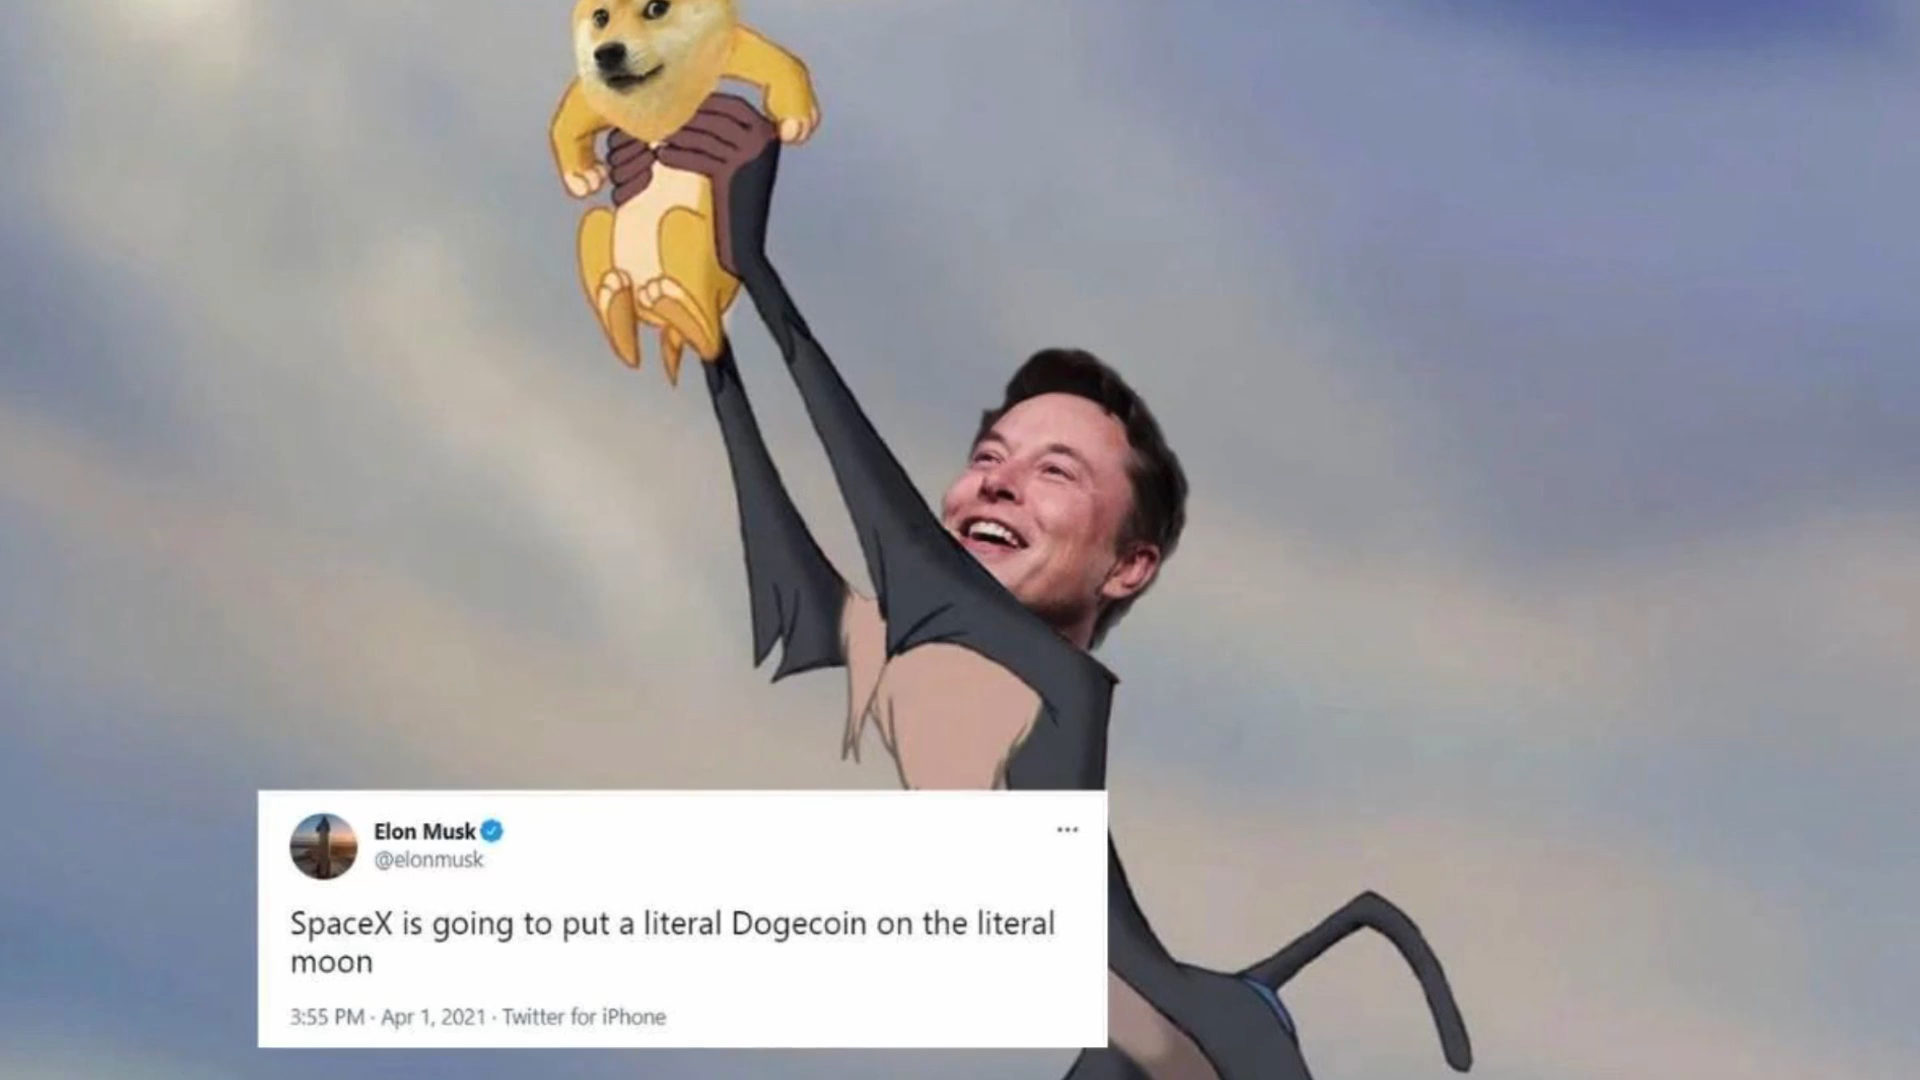 Elon Musk
@elonmusk
SpaceX is going to put a literal Dogecoin on the literal
moon
3:55 PM · Apr 1, 2021 · Twitter for iPhone